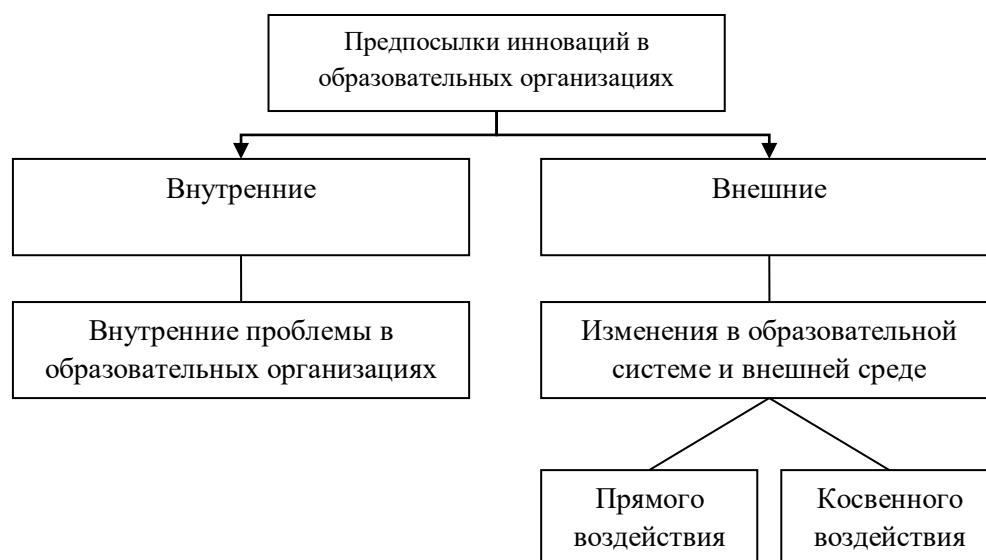 Предпосылки инноваций в
образовательных организациях
Внутренние
Внешние
Внутренние проблемы в
образовательных организациях
Изменения в образовательной
системе и внешней среде
Прямого
воздействия
Косвенного
воздействия